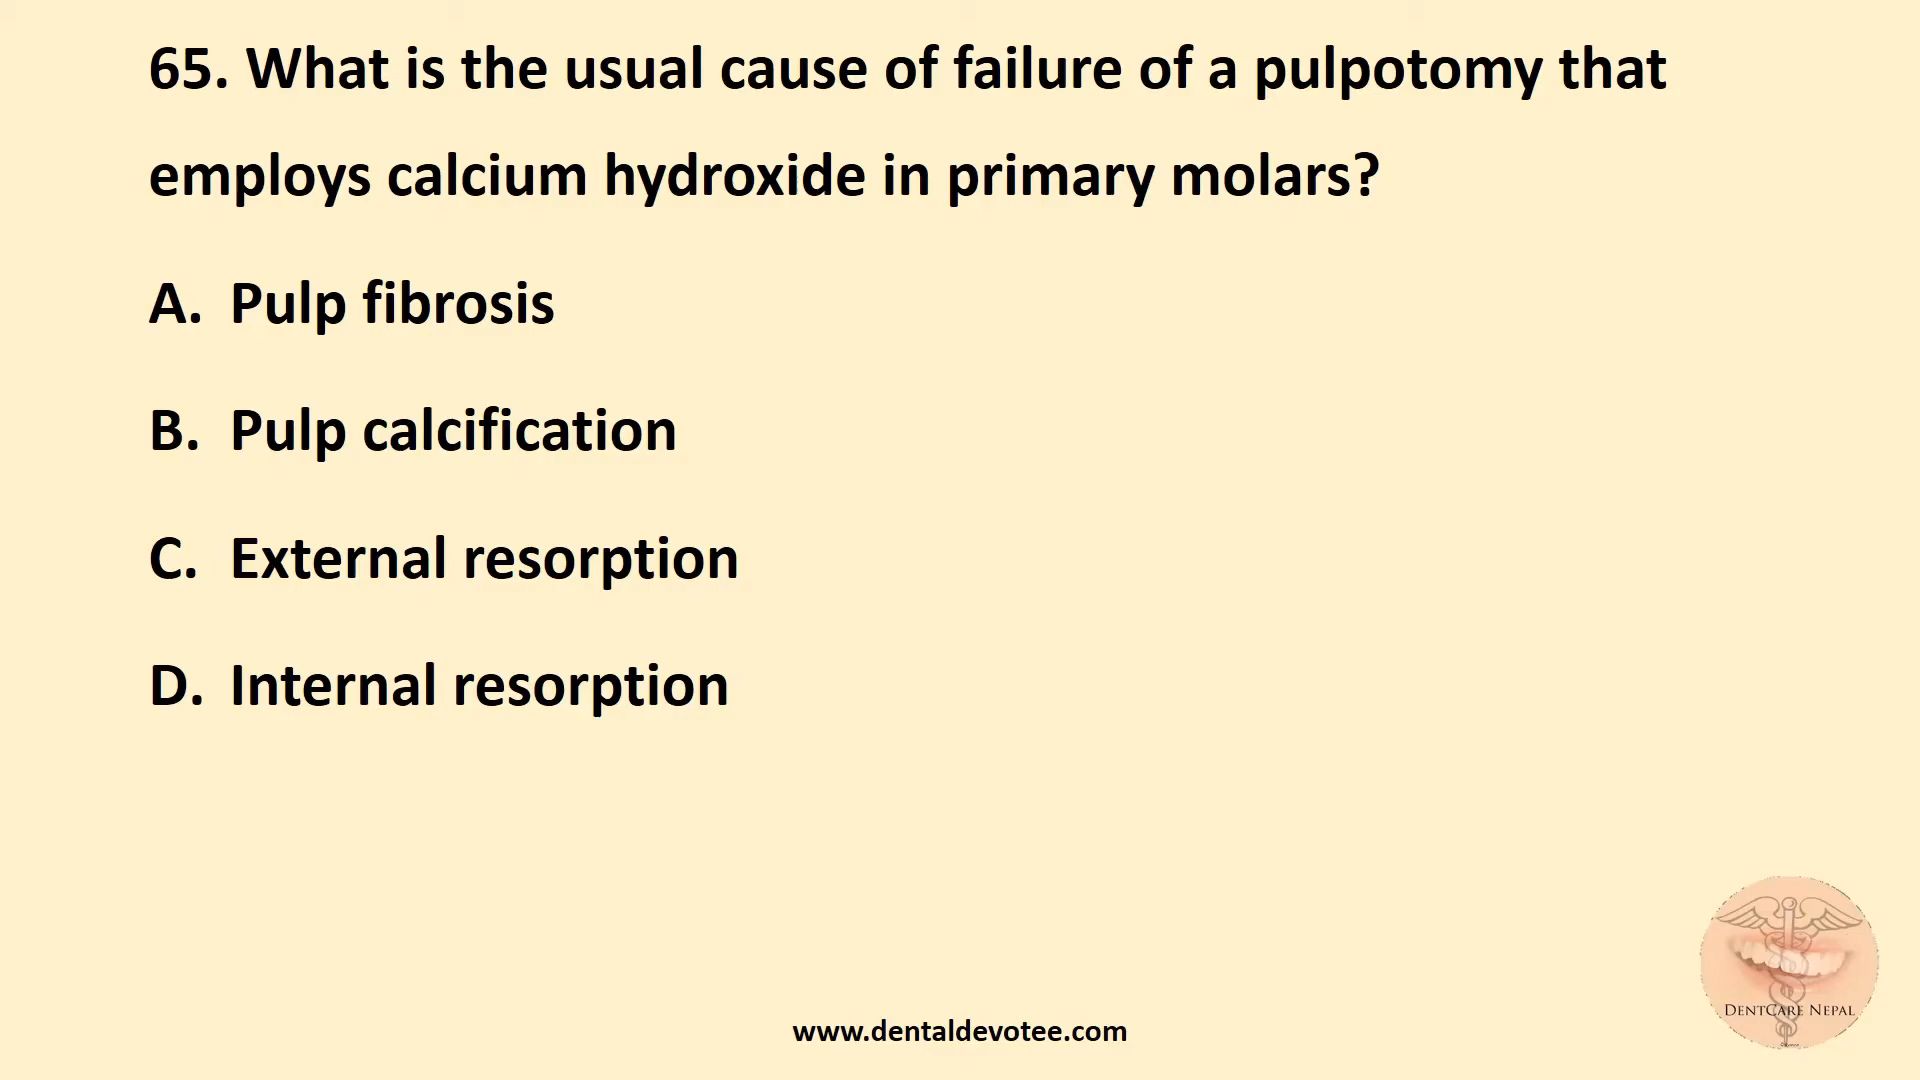 65. What is the usual cause of failure of a pulpotomy that
employs calcium hydroxide in primary molars?
A. Pulp fibrosis
B. Pulp calcification
C. External resorption
D. Internal resorption
DENTCARE NEPAL
www.dentaldevotee.com